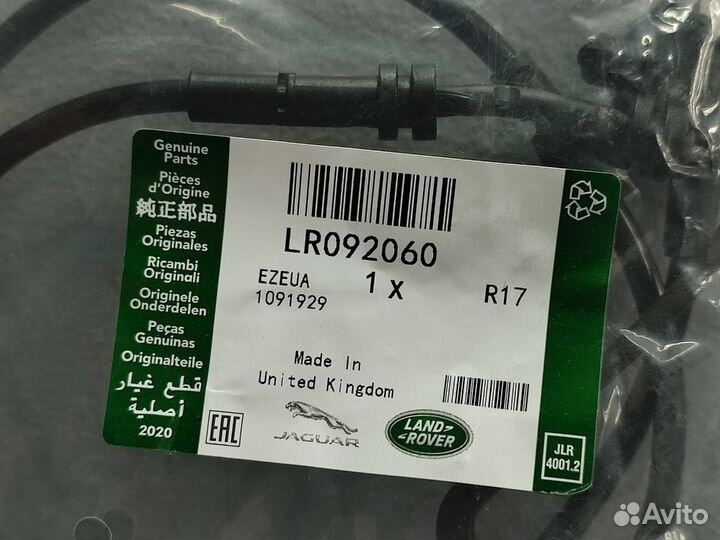 Genuine
Parts
Pièces
d'Origine
純正部品
Piezas
Originales
Ricambi
Originali
Originele
Onderdelen
Peças
Genuinas
Originalteile
قطع غيار
أصلية
2020
LR092060
EZEUA
1 x
R17
1091929
Made In
United Kingdom
EAC
JAGUAR
LAND-
ROVER
JLR
4001.2
Avito